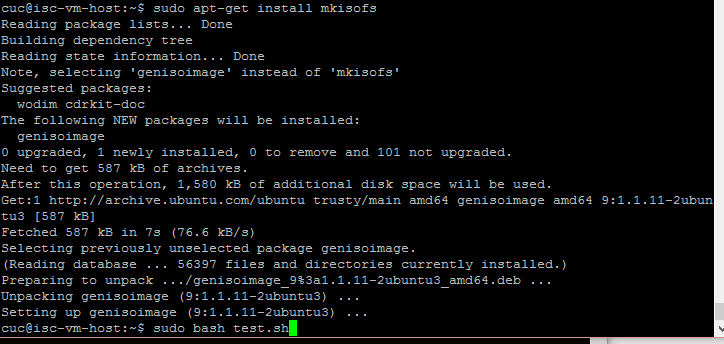 cuc@isc-vm-host:~$ sudo apt-get install mkisofs
Reading package lists... Done
Building dependency tree
Reading state information... Done
Note, selecting 'genisoimage' instead of 'mkisofs'
Suggested packages:
  wodim cdrkit-doc
The following NEW packages will be installed:
  genisoimage
0 upgraded, 1 newly installed, 0 to remove and 101 not upgraded.
Need to get 587 kB of archives.
After this operation, 1,580 kB of additional disk space will be used.
Get:1 http://archive.ubuntu.com/ubuntu trusty/main amd64 genisoimage amd64 9:1.1.11-2ubun
tu3 [587 kB]
Fetched 587 kB in 7s (76.6 kB/s)
Selecting previously unselected package genisoimage.
(Reading database ... 56397 files and directories currently installed.)
Preparing to unpack .../genisoimage_9%3a1.1.11-2ubuntu3_amd64.deb ...
Unpacking genisoimage (9:1.1.11-2ubuntu3) ...
Setting up genisoimage (9:1.1.11-2ubuntu3) ...
cuc@isc-vm-host:~$ sudo bash test.sh